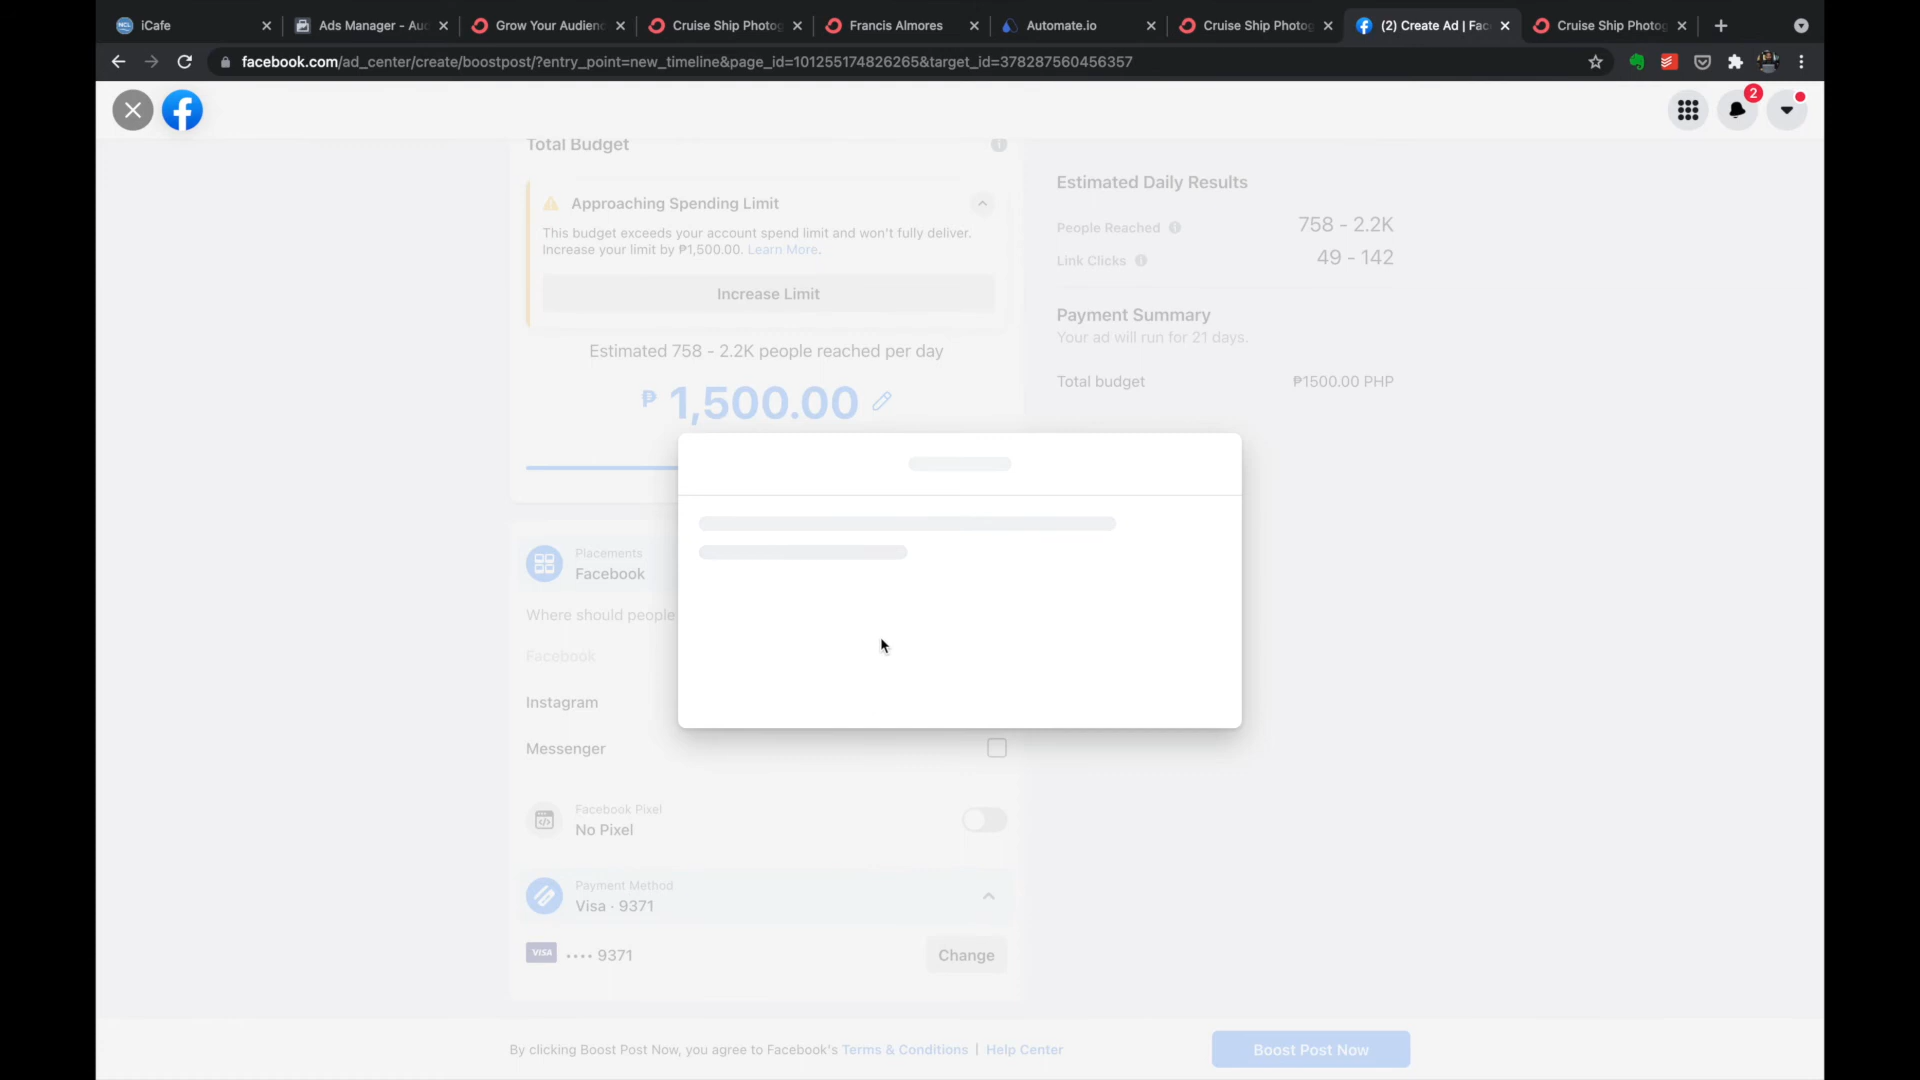 iCafe
Ads Manager - Au
Grow Your Audien
Cruise Ship Photog
Francis Almores
Automate.io
Cruise Ship Photog
(2) Create Ad | Fac
Cruise Ship Photog
facebook.com/ad_center/create/boostpost/?entry_point=new_timeline&page_id=101255174826265&target_id=378287560456357
2
Total Budget
Approaching Spending Limit
This budget exceeds your account spend limit and won't fully deliver.
Increase your limit by ₱1,500.00. Learn More.
Increase Limit
Estimated 758 - 2.2K people reached per day
₱ 1,500.00
Placements
Facebook
Where should people
Facebook
Instagram
Messenger
Facebook Pixel
No Pixel
Payment Method
Visa · 9371
VISA •••• 9371
Change
Estimated Daily Results
People Reached 758 - 2.2K
Link Clicks 49 - 142
Payment Summary
Your ad will run for 21 days.
Total budget ₱1500.00 PHP
By clicking Boost Post Now, you agree to Facebook's Terms & Conditions | Help Center
Boost Post Now